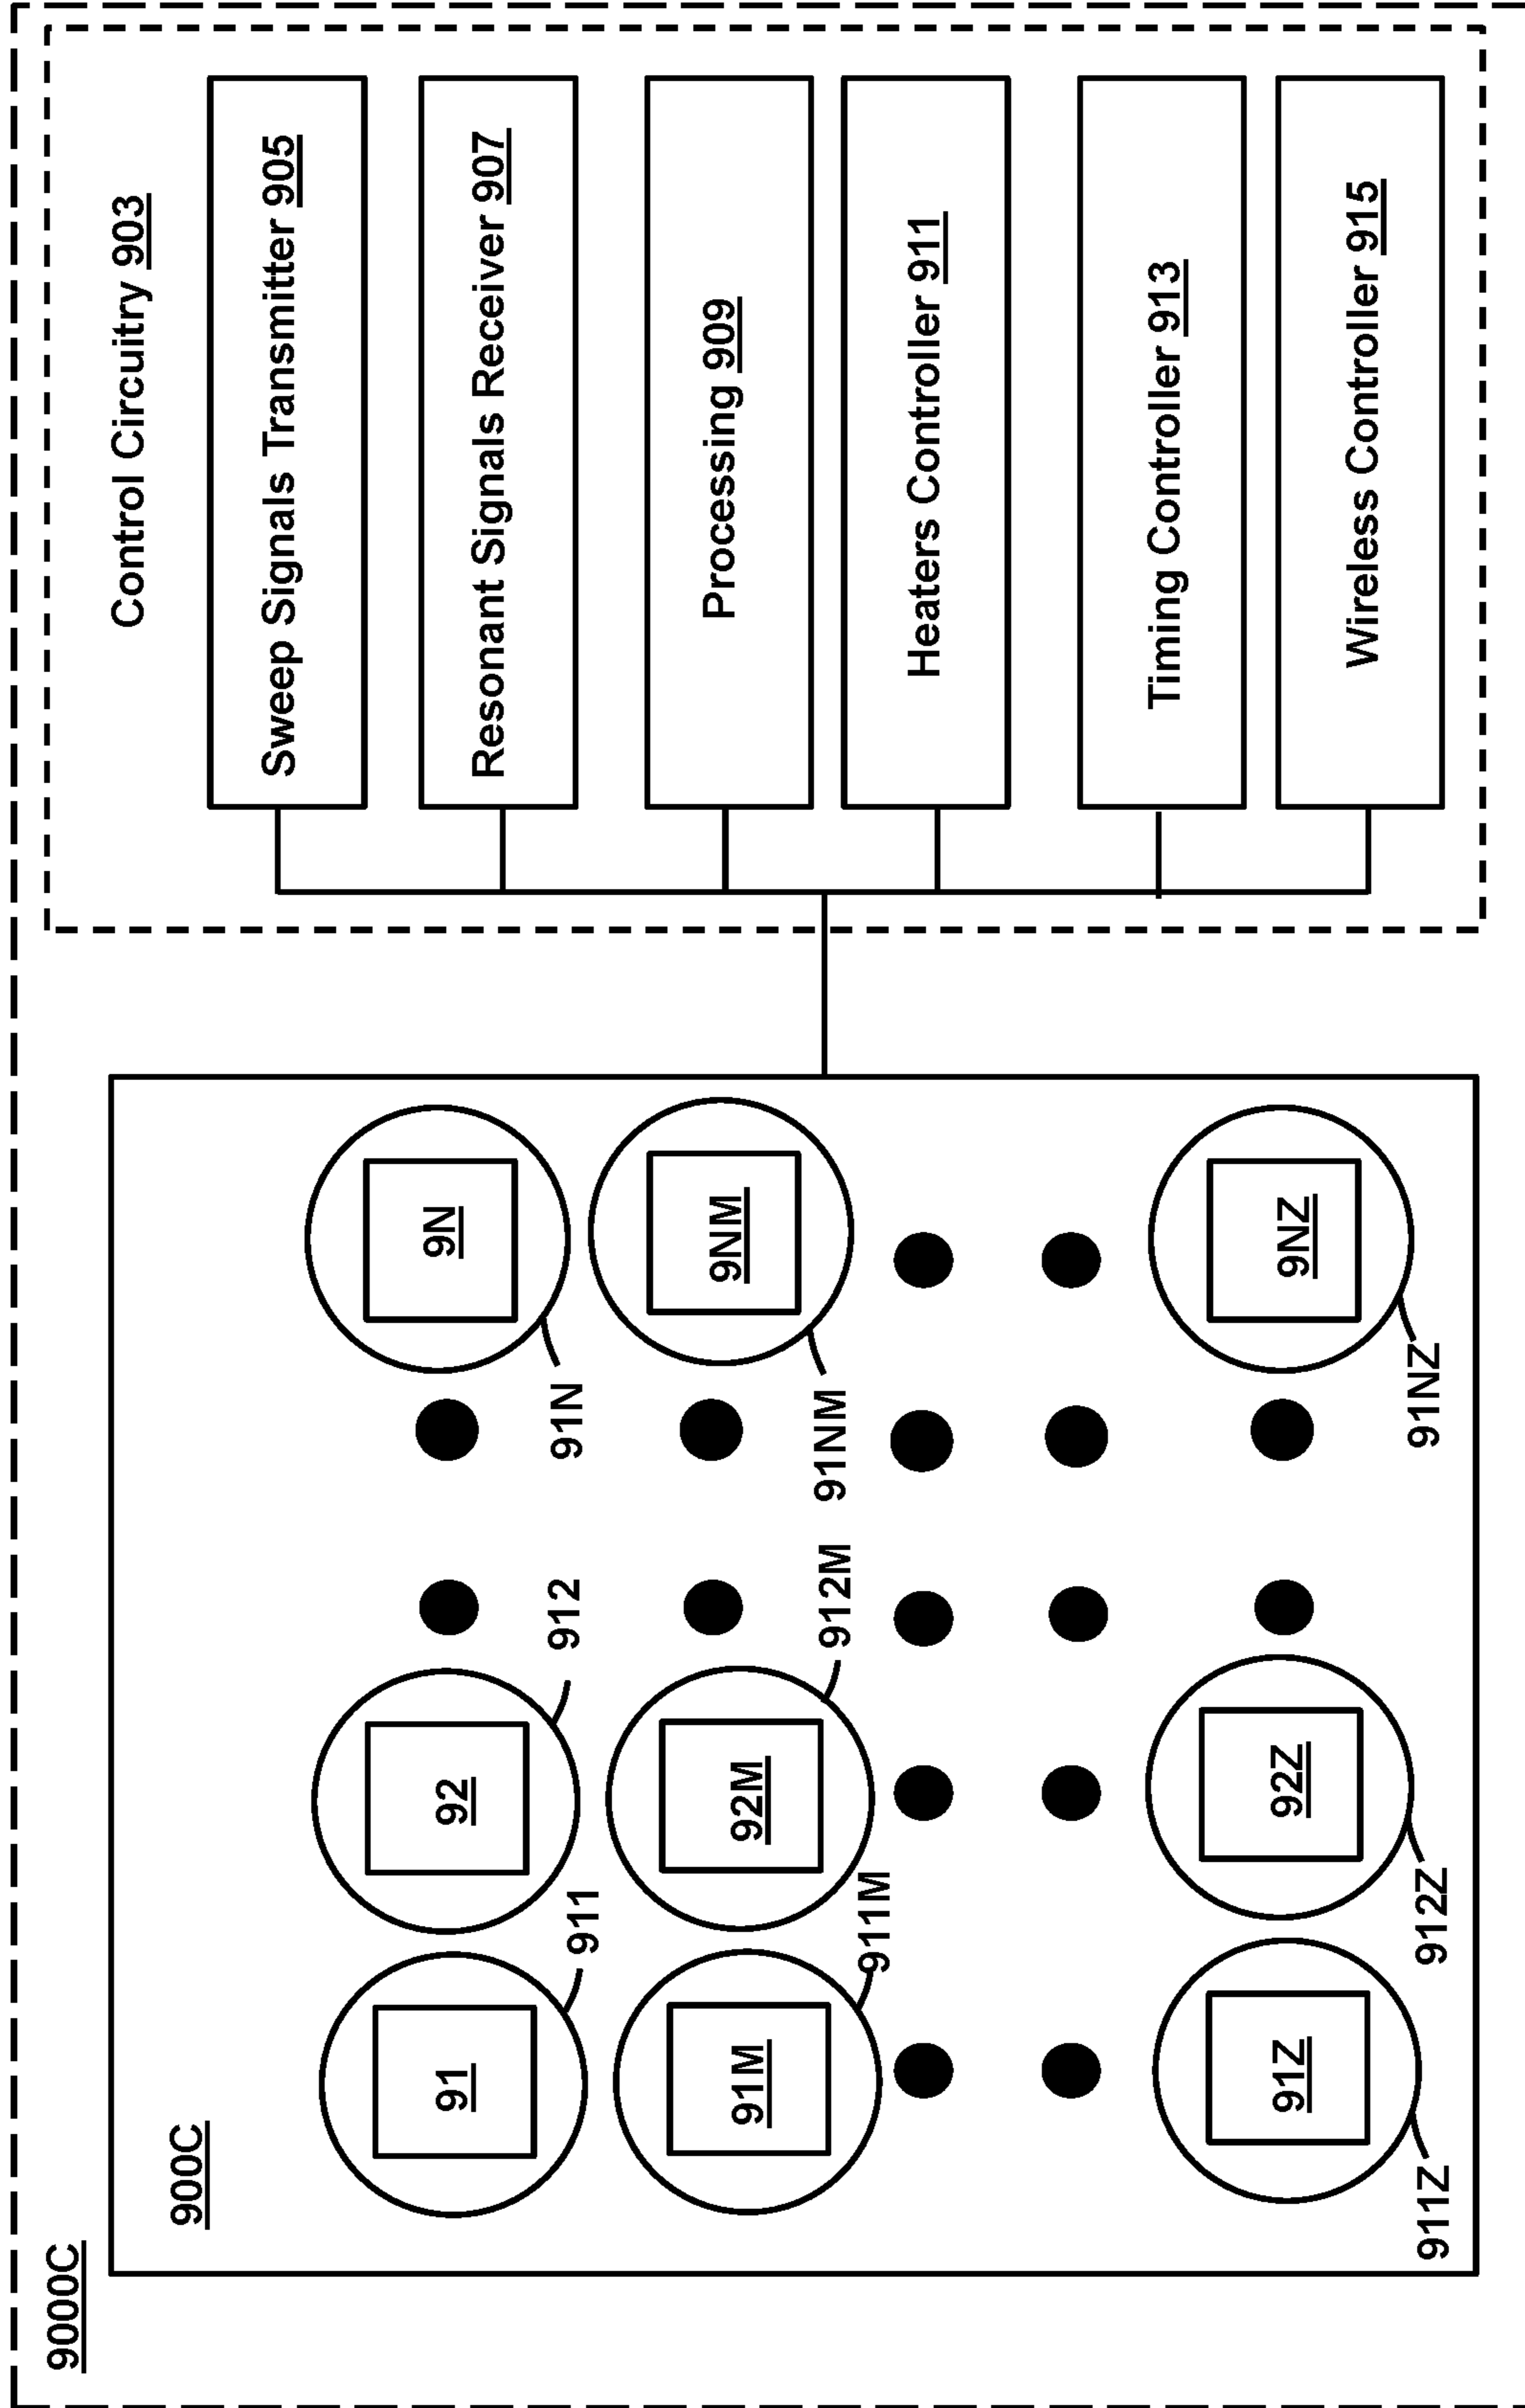 9000C
900C
91
92
9N
911
912
91N
91M
92M
9NM
911M
912M
91NM
91Z
92Z
9NZ
911Z
912Z
91NZ
Control Circuitry 903
Sweep Signals Transmitter 905
Resonant Signals Receiver 907
Processing 909
Heaters Controller 911
Timing Controller 913
Wireless Controller 915